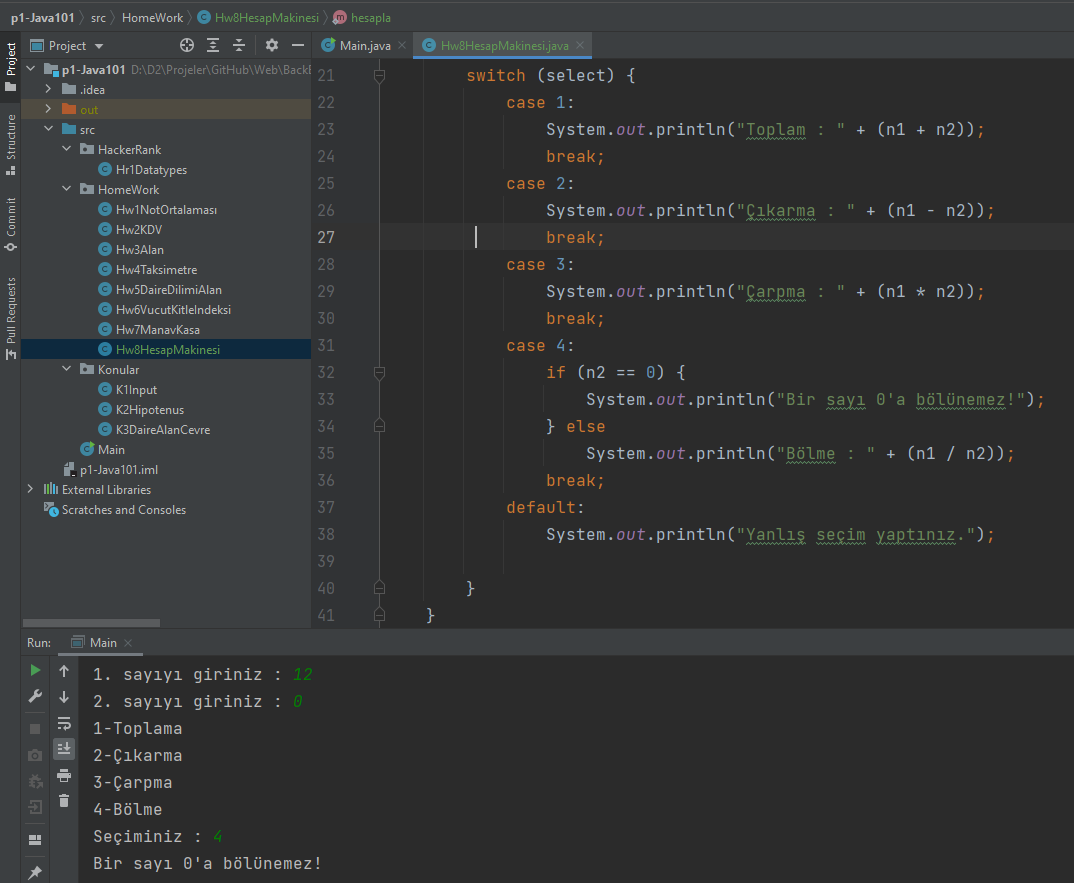 p1-Java101 src HomeWork Hw8HesapMakinesi hesapla
Project
Main.java Hw8HesapMakinesi.java
Project
Structure
Commit
Pull Requests
p1-Java101 D:\D2\Projeler\GitHub\Web\Back
.idea
out
src
HackerRank
Hr1Datatypes
HomeWork
Hw1NotOrtalaması
Hw2KDV
Hw3Alan
Hw4Taksimetre
Hw5DaireDilimiAlan
Hw6VucutKitleIndeksi
Hw7ManavKasa
Hw8HesapMakinesi
Konular
K1Input
K2Hipotenus
K3DaireAlanCevre
Main
p1-Java101.iml
External Libraries
Scratches and Consoles
21 switch (select) {
22 case 1:
23 System.out.println("Toplam : " + (n1 + n2));
24 break;
25 case 2:
26 System.out.println("Çıkarma : " + (n1 - n2));
27 break;
28 case 3:
29 System.out.println("Çarpma : " + (n1 * n2));
30 break;
31 case 4:
32 if (n2 == 0) {
33 System.out.println("Bir sayı 0'a bölünemez!");
34 } else
35 System.out.println("Bölme : " + (n1 / n2));
36 break;
37 default:
38 System.out.println("Yanlış seçim yaptınız.");
39
40 }
41 }
Run: Main
1. sayıyı giriniz : 12
2. sayıyı giriniz : 0
1-Toplama
2-Çıkarma
3-Çarpma
4-Bölme
Seçiminiz : 4
Bir sayı 0'a bölünemez!